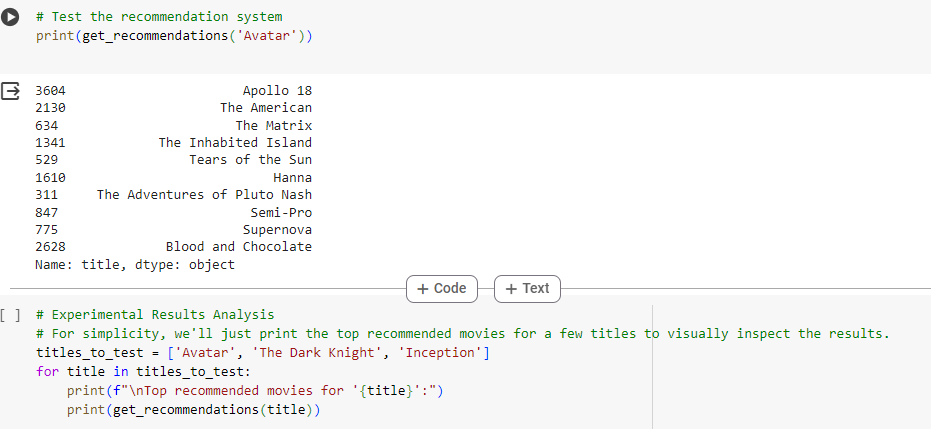 # Test the recommendation system
print(get_recommendations('Avatar'))
3604 Apollo 18
2130 The American
634 The Matrix
1341 The Inhabited Island
529 Tears of the Sun
1610 Hanna
311 The Adventures of Pluto Nash
847 Semi-Pro
775 Supernova
2628 Blood and Chocolate
Name: title, dtype: object
+ Code + Text
[ ] # Experimental Results Analysis
# For simplicity, we'll just print the top recommended movies for a few titles to visually inspect the results.
titles_to_test = ['Avatar', 'The Dark Knight', 'Inception']
for title in titles_to_test:
    print(f"\nTop recommended movies for '{title}':")
    print(get_recommendations(title))